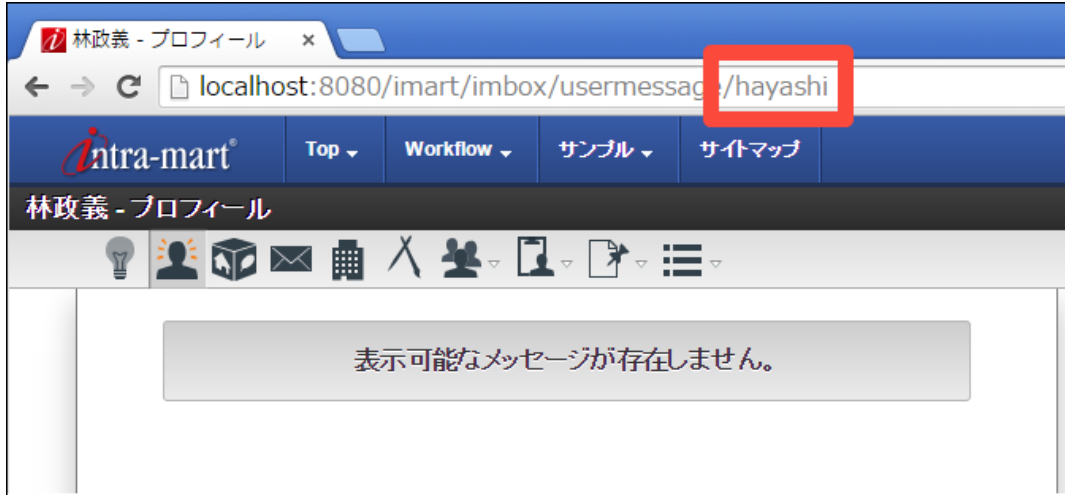 林政義 - プロフィール ×
localhost:8080/imart/imbox/usermessage/hayashi
intra-mart® Top Workflow サンプル サイトマップ
林政義 - プロフィール
表示可能なメッセージが存在しません。